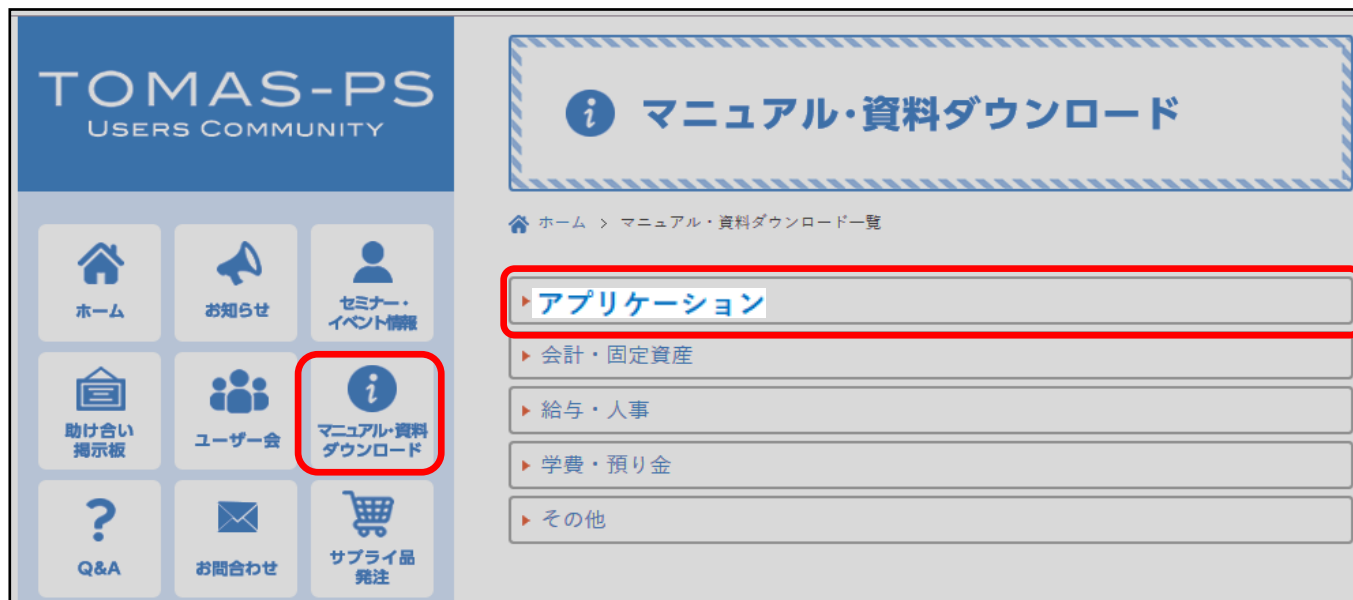 TOMAS-PS
USERS COMMUNITY
ホーム
お知らせ
セミナー・
イベント情報
助け合い
掲示板
ユーザー会
マニュアル・資料
ダウンロード
Q&A
お問合わせ
サプライ品
発注
i マニュアル・資料ダウンロード
ホーム > マニュアル・資料ダウンロード一覧
アプリケーション
会計・固定資産
給与・人事
学費・預り金
その他